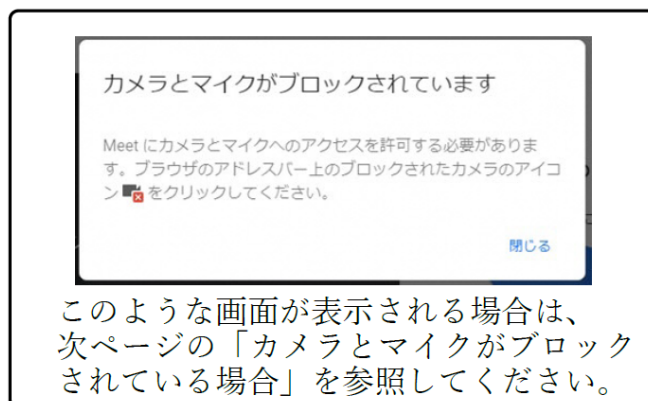 カメラとマイクがブロックされています
Meet にカメラとマイクへのアクセスを許可する必要がありま
す。ブラウザのアドレスバー上のブロックされたカメラのアイコ
ン をクリックしてください。
閉じる
このような画面が表示される場合は、
次ページの「カメラとマイクがブロック
されている場合」を参照してください。